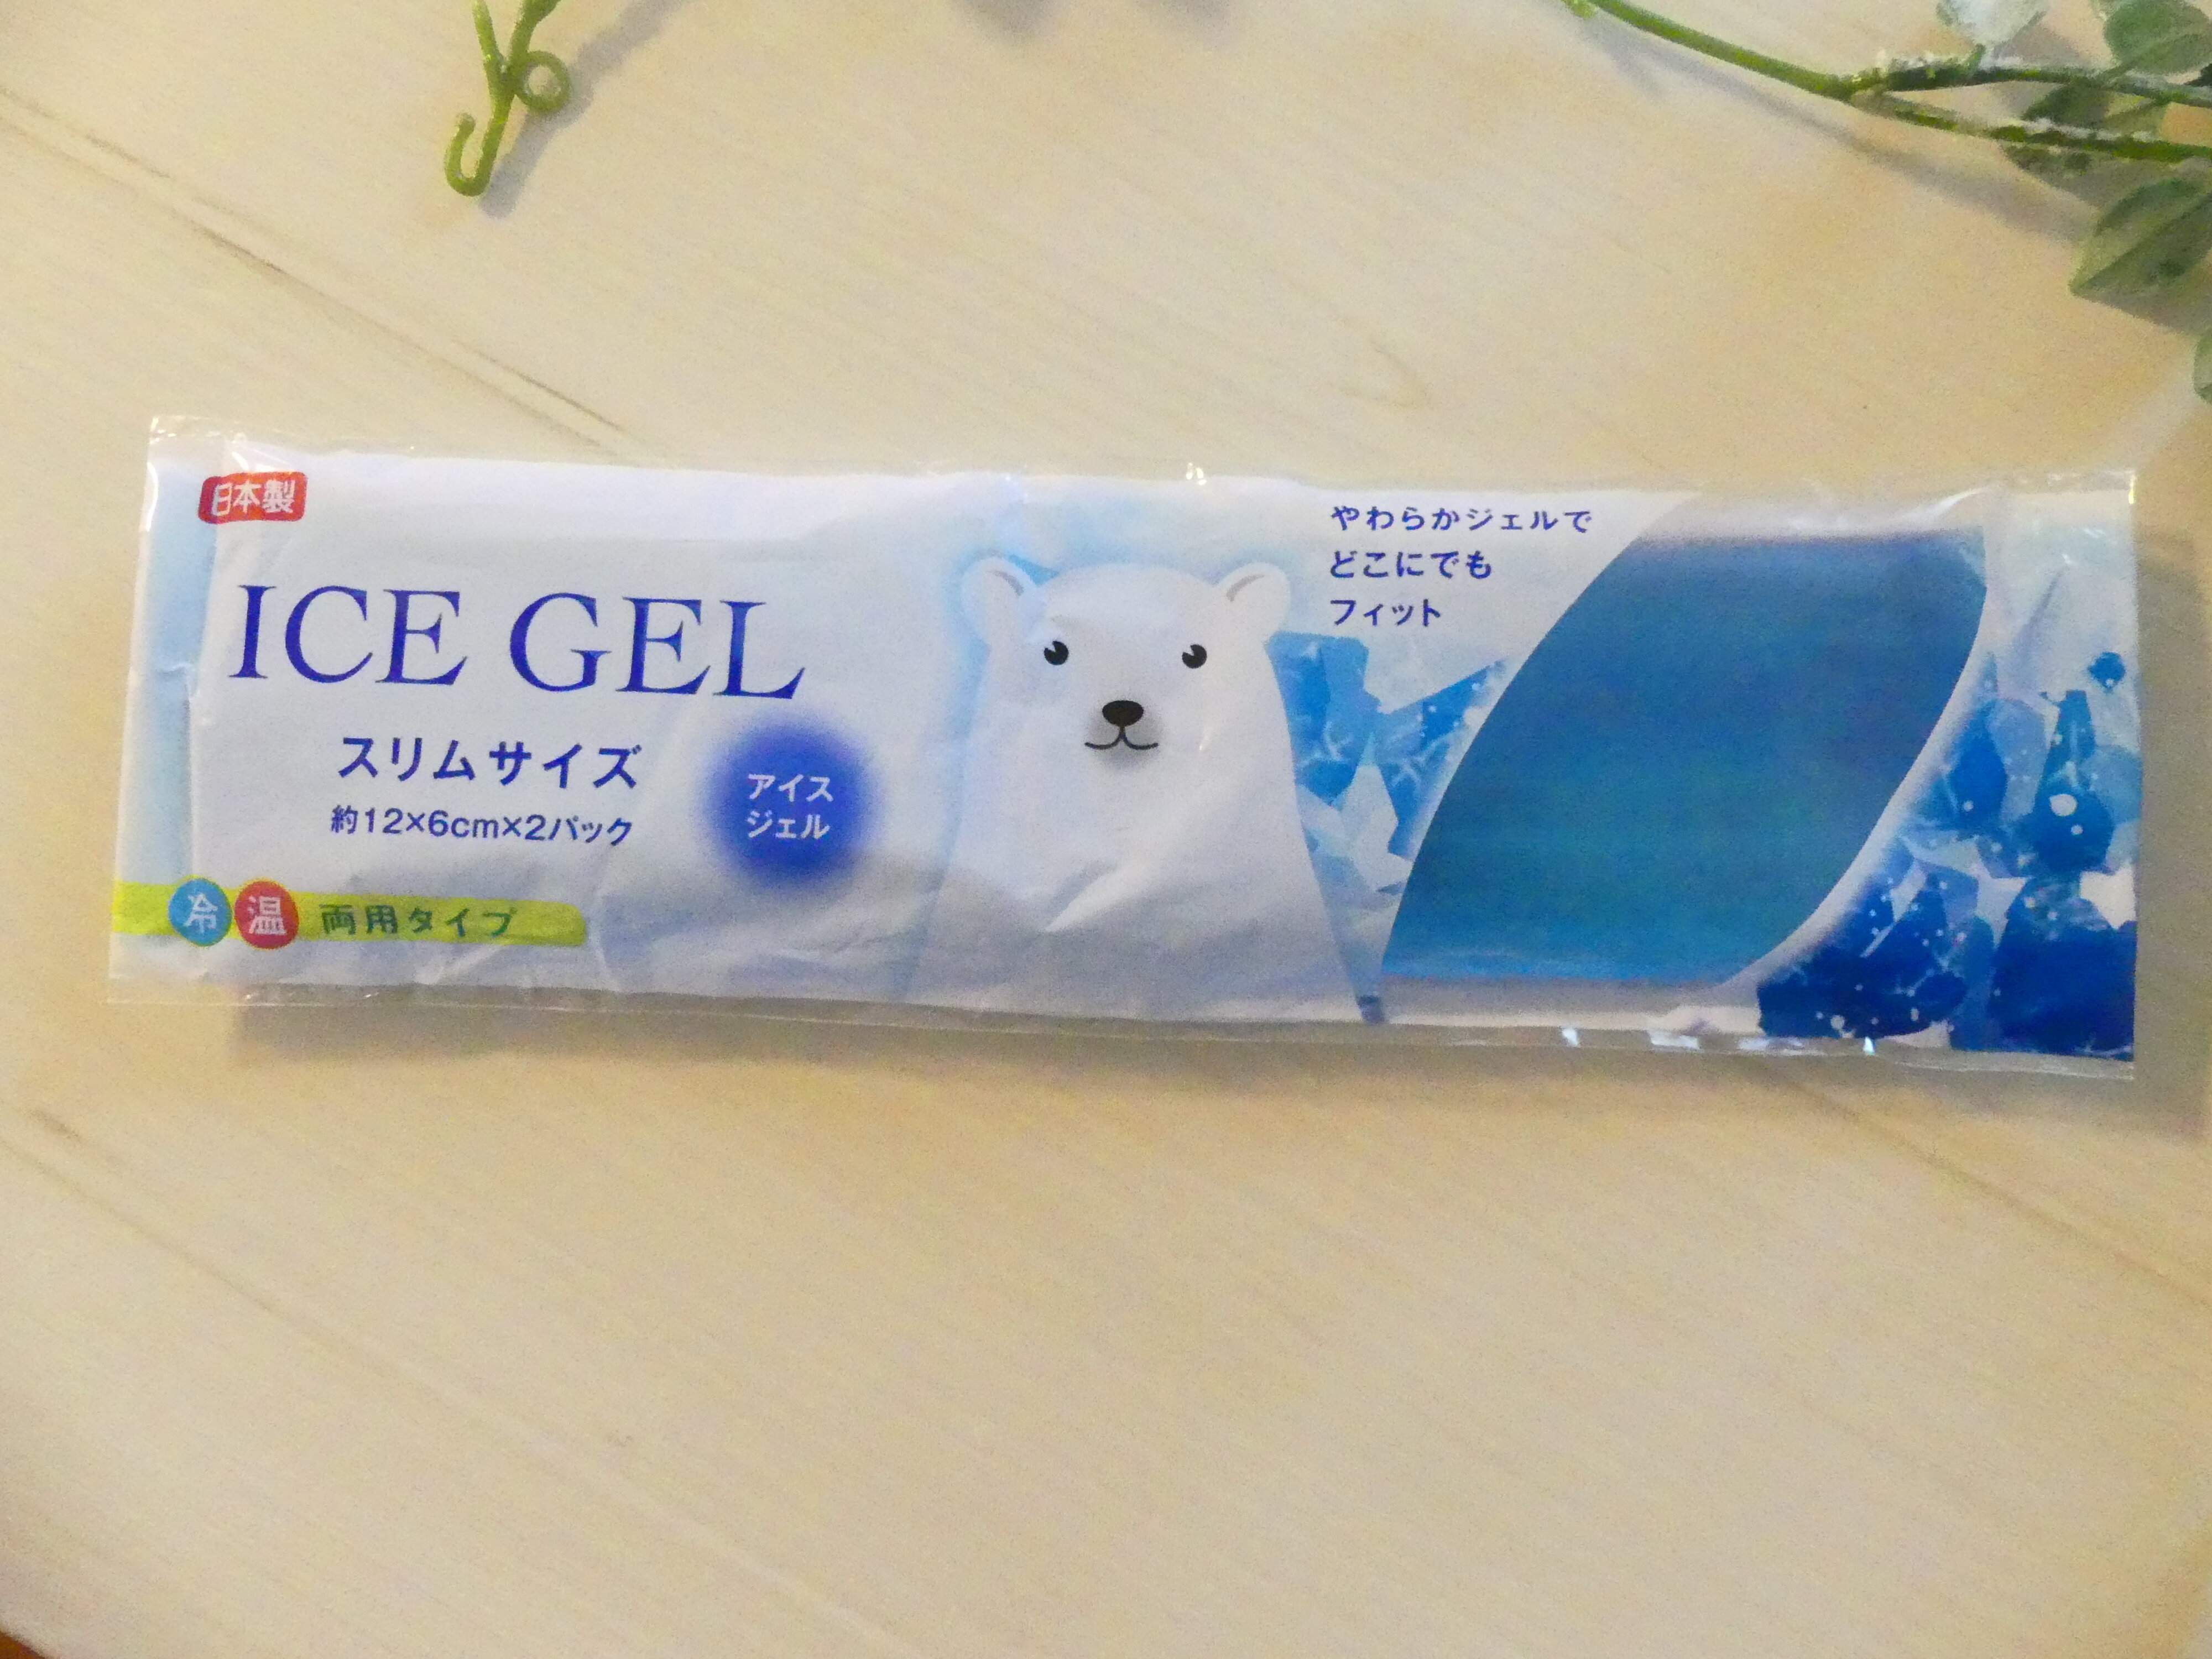 日本製
ICE GEL
スリムサイズ
約12×6cm×2パック
アイス
ジェル
冷 温 両用タイプ
やわらかジェルで
どこにでも
フィット